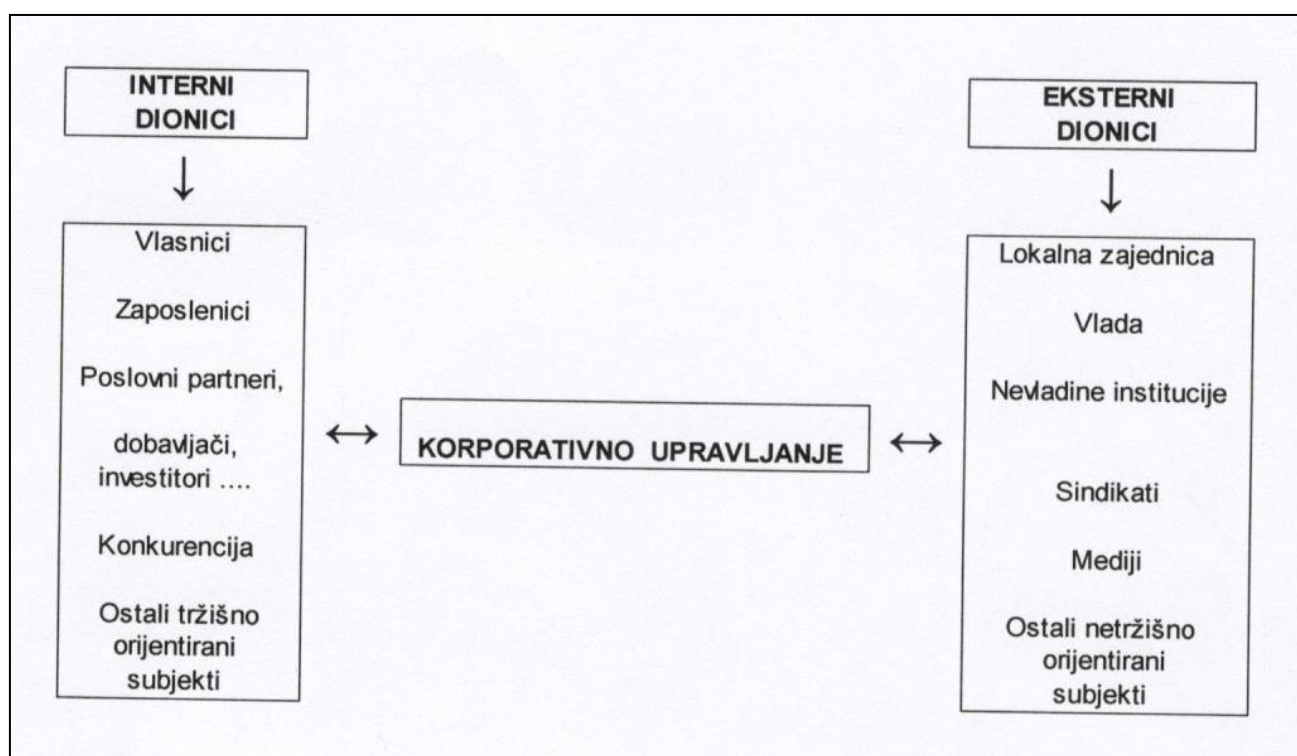 INTERNI
DIONICI
Vlasnici
Zaposlenici
Poslovni partneri,
dobavljači,
investitori ....
Konkurencija
Ostali tržišno
orijentirani
subjekti
KORPORATIVNO UPRAVLJANJE
EKSTERNI
DIONICI
Lokalna zajednica
Vlada
Nevladine institucije
Sindikati
Mediji
Ostali netržišno
orijentirani
subjekti